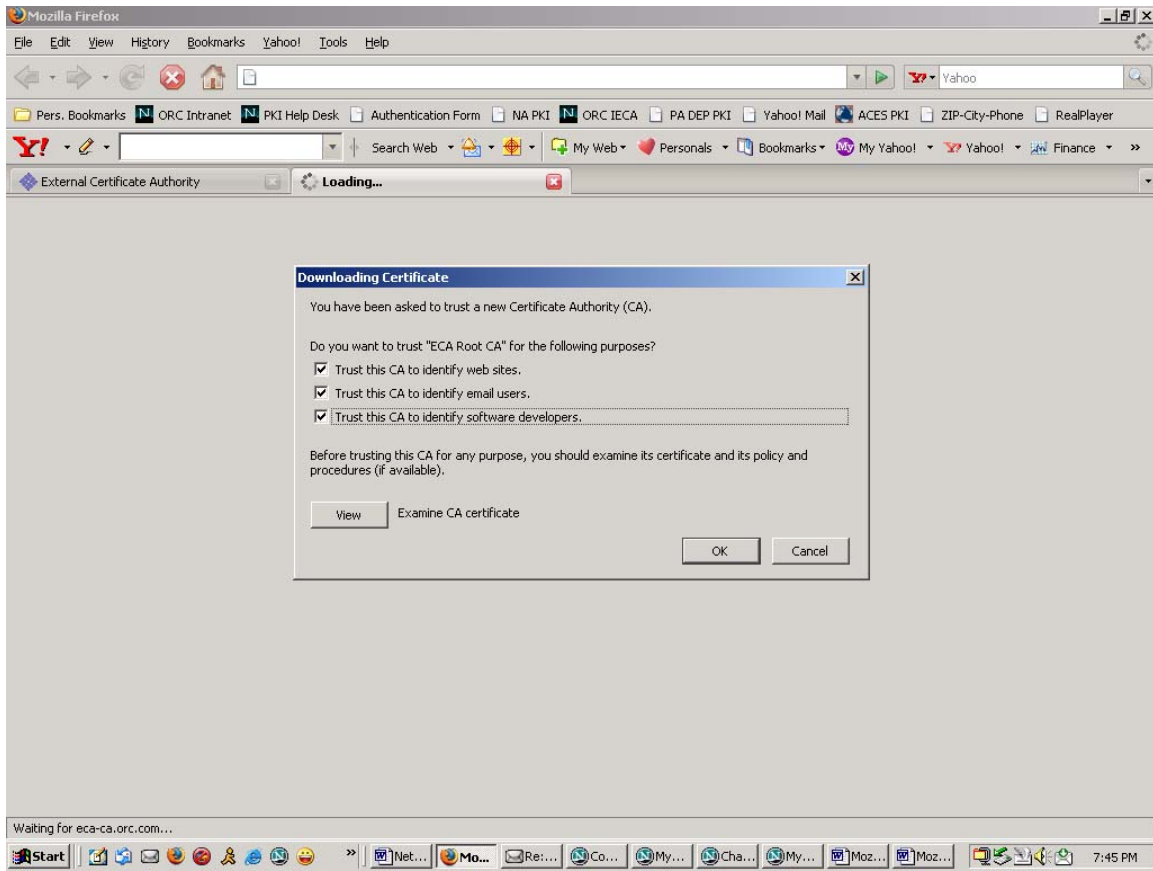 Mozilla Firefox
File Edit View History Bookmarks Yahoo! Tools Help
Yahoo
Pers. Bookmarks N ORC Intranet N PKI Help Desk Authentication Form NA PKI N ORC IECA PA DEP PKI Yahoo! Mail ACES PKI ZIP-City-Phone RealPlayer
Y! Search Web My Web Personals Bookmarks My My Yahoo! Y! Yahoo! Finance »
External Certificate Authority Loading...
Downloading Certificate
You have been asked to trust a new Certificate Authority (CA).
Do you want to trust "ECA Root CA" for the following purposes?
Trust this CA to identify web sites.
Trust this CA to identify email users.
Trust this CA to identify software developers.
Before trusting this CA for any purpose, you should examine its certificate and its policy and
procedures (if available).
View Examine CA certificate
OK Cancel
Waiting for eca-ca.orc.com...
Start » Net... Mo... Re:... Co... My... Cha... My... Moz... Moz... 7:45 PM